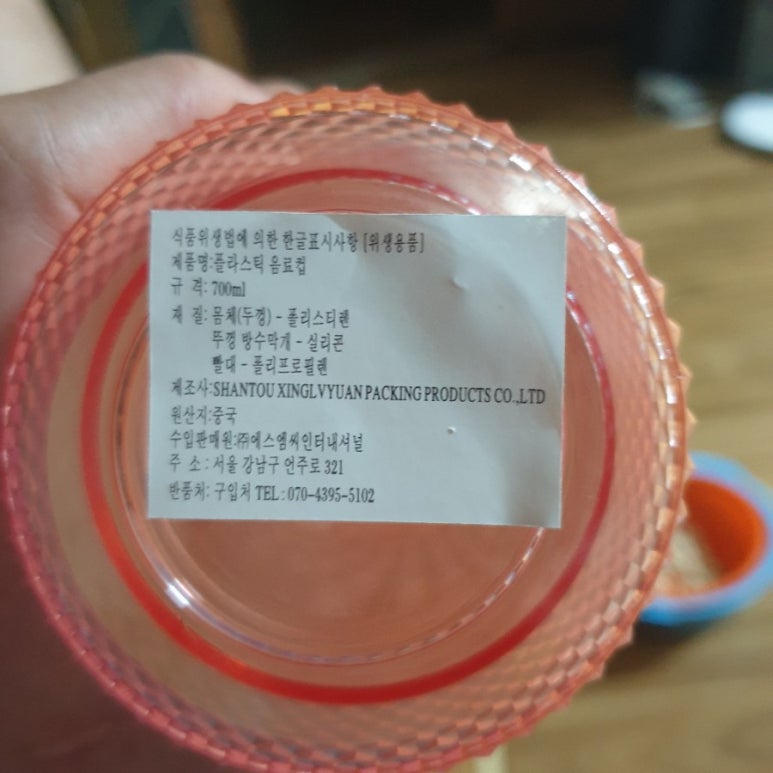 식품위생법에 의한 한글표시사항 [위생용품]
제품명:플라스틱 음료컵
규 격: 700ml
재 질: 몸체(두껑) - 폴리스티렌
뚜껑 방수막개 - 실리콘
빨대 - 폴리프로필렌
제조사:SHANTOU XINGLVYUAN PACKING PRODUCTS CO.,LTD
원산지:중국
수입판매원:㈜에스엠씨인터내셔널
주 소 : 서울 강남구 언주로 321
반품처: 구입처 TEL : 070-4395-5102